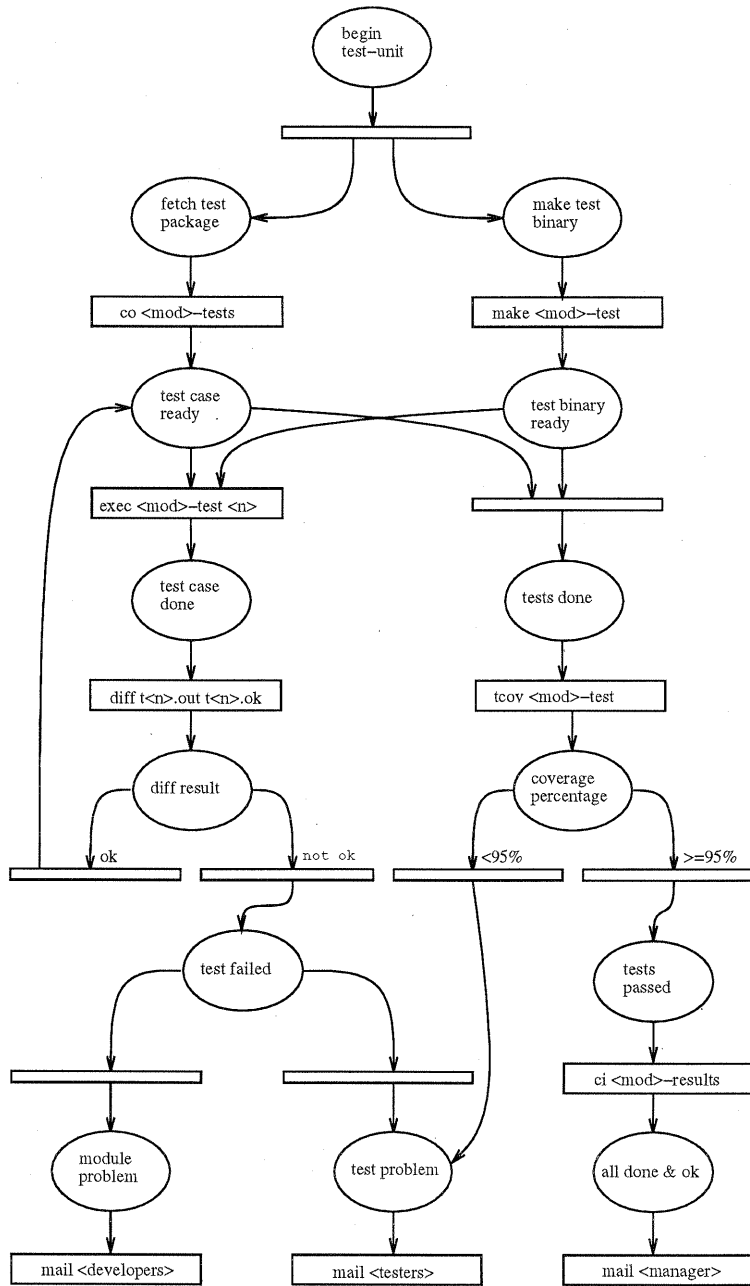 begin
test-unit
fetch test
package
make test
binary
co <mod>-tests
make <mod>-test
test case
ready
test binary
ready
exec <mod>-test <n>
test case
done
tests done
diff t<n>.out t<n>.ok
tcov <mod>-test
diff result
coverage
percentage
ok
not ok
<95%
>=95%
test failed
tests
passed
ci <mod>-results
module
problem
test problem
all done & ok
mail <developers>
mail <testers>
mail <manager>